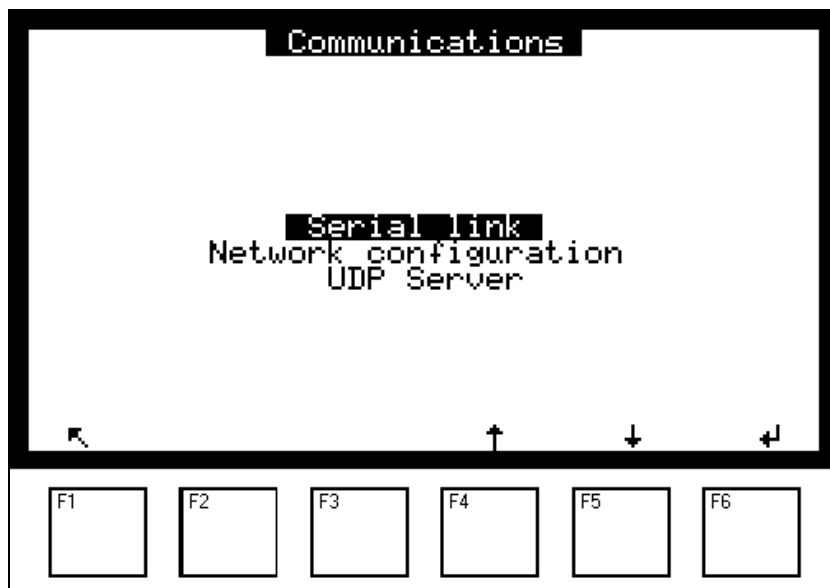 Communications
Serial link
Network configuration
UDP Server
F1 F2 F3 F4 F5 F6